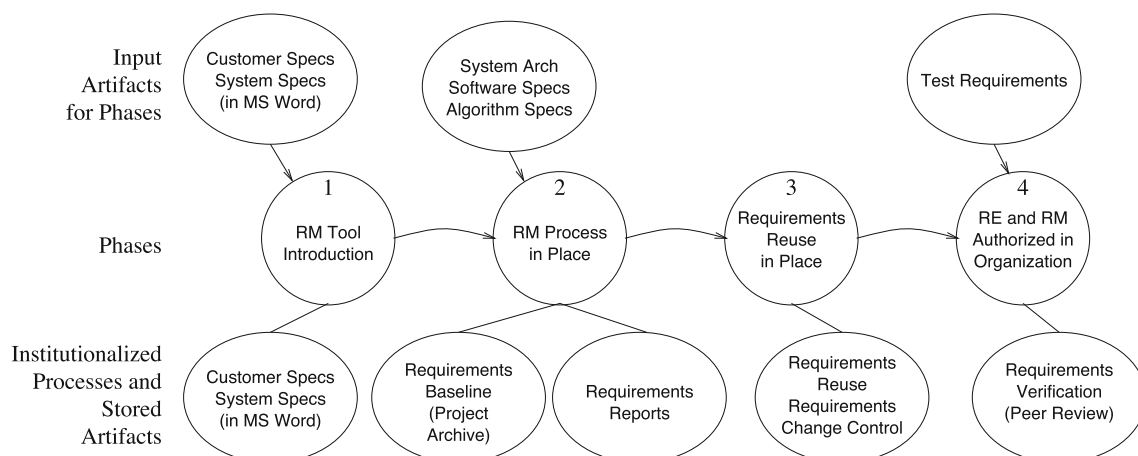 Input
Artifacts
for Phases
Customer Specs
System Specs
(in MS Word)
System Arch
Software Specs
Algorithm Specs
Test Requirements
Phases
1
RM Tool
Introduction
2
RM Process
in Place
3
Requirements
Reuse
in Place
4
RE and RM
Authorized in
Organization
Institutionalized
Processes and
Stored
Artifacts
Customer Specs
System Specs
(in MS Word)
Requirements
Baseline
(Project
Archive)
Requirements
Reports
Requirements
Reuse
Requirements
Change Control
Requirements
Verification
(Peer Review)